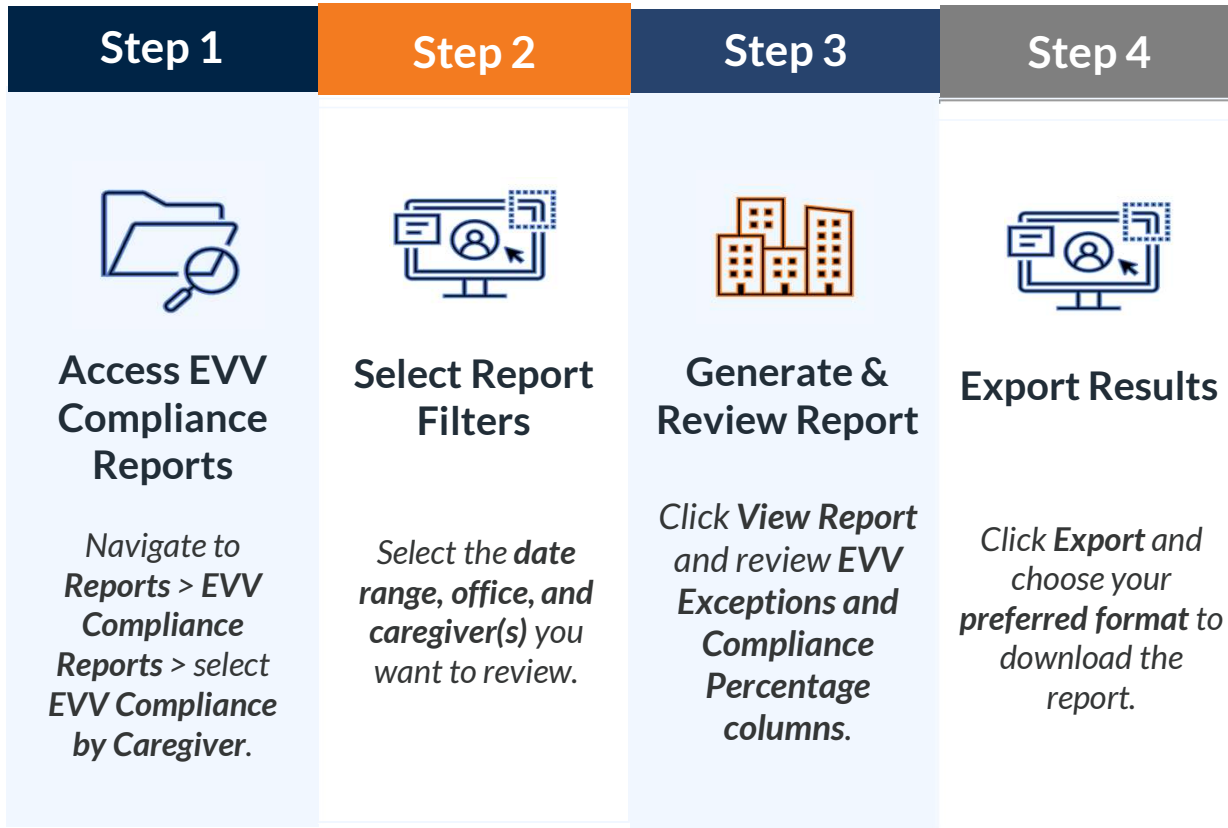 Step 1
Access EVV
Compliance
Reports
Navigate to
Reports > EVV
Compliance
Reports > select
EVV Compliance
by Caregiver.
Step 2
Select Report
Filters
Select the date
range, office, and
caregiver(s) you
want to review.
Step 3
Generate &
Review Report
Click View Report
and review EVV
Exceptions and
Compliance
Percentage
columns.
Step 4
Export Results
Click Export and
choose your
preferred format to
download the
report.